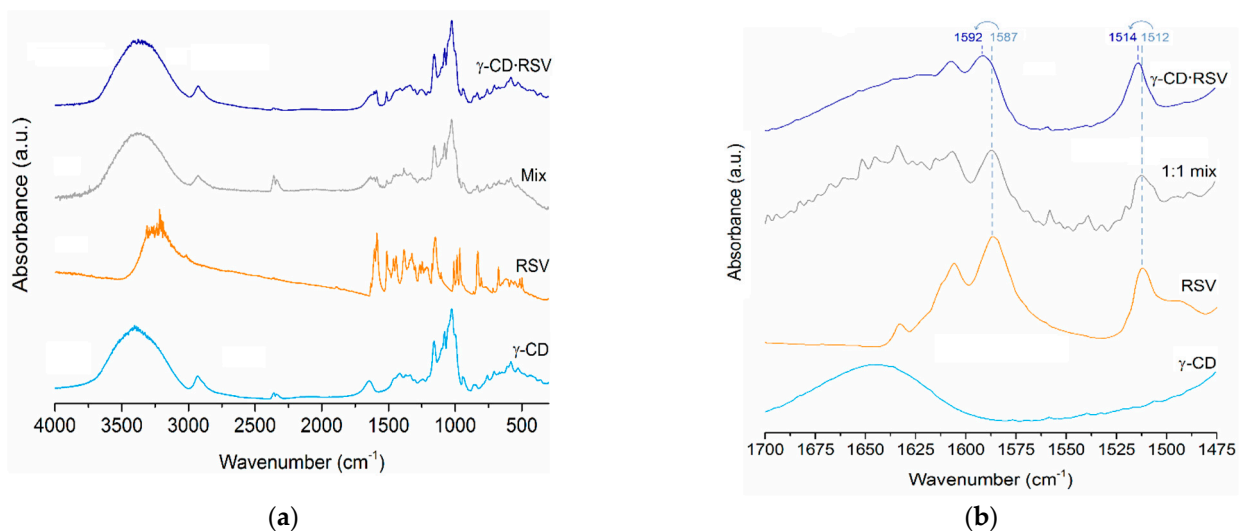 γ-CD·RSV
Mix
RSV
γ-CD
Absorbance (a.u.)
4000 3500 3000 2500 2000 1500 1000 500
Wavenumber (cm⁻¹)
(a)
1592 1587 1514 1512
γ-CD·RSV
1:1 mix
RSV
γ-CD
Absorbance (a.u.)
1700 1675 1650 1625 1600 1575 1550 1525 1500 1475
Wavenumber (cm⁻¹)
(b)